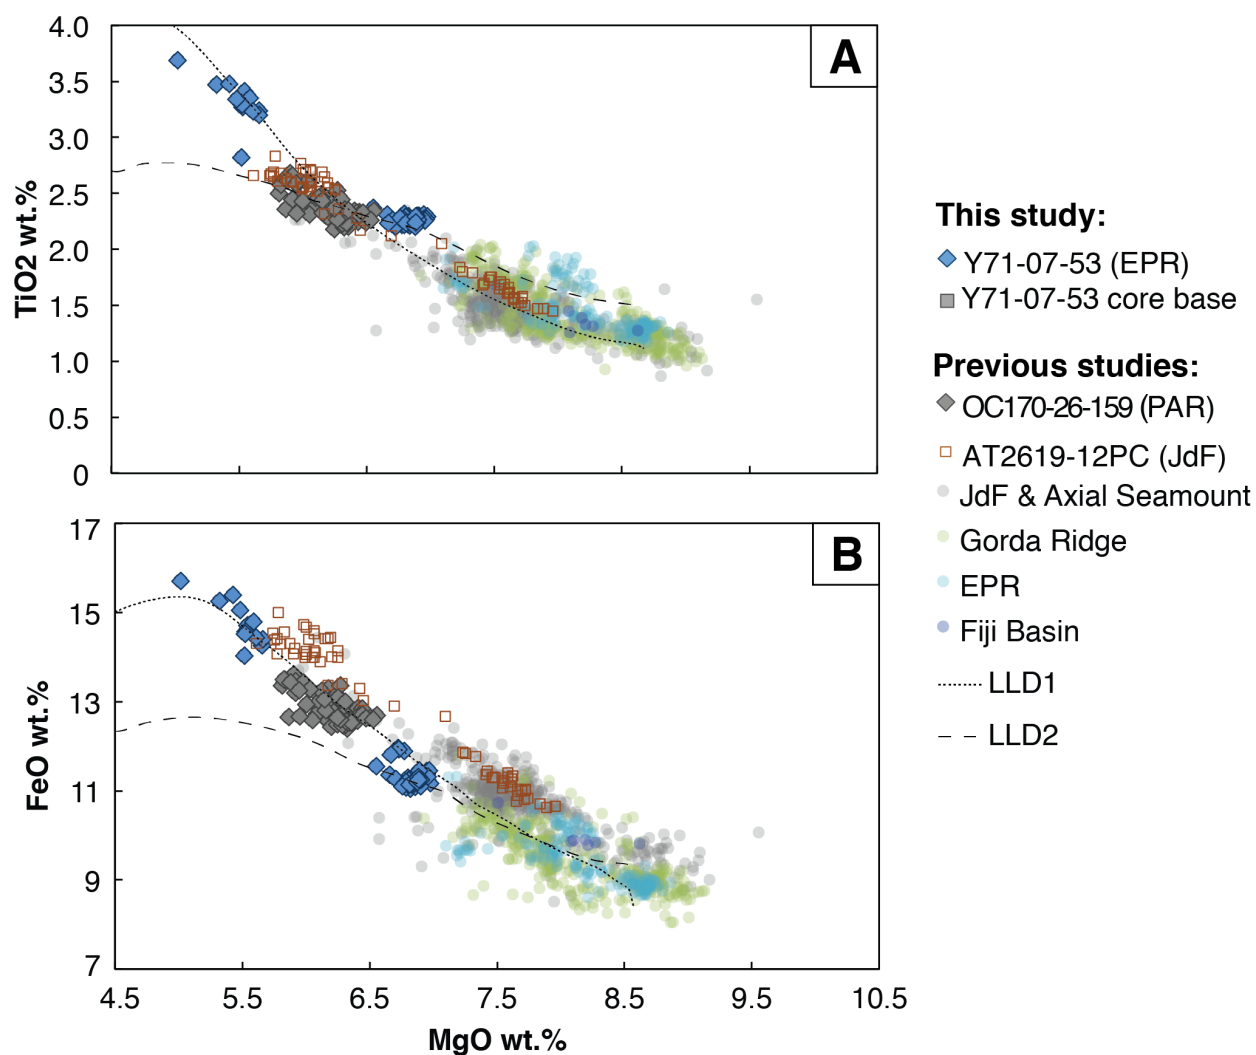 A
4.0
3.5
3.0
2.5
2.0
1.5
1.0
0.5
0
TiO2 wt.%
B
17
15
13
11
9
7
FeO wt.%
4.5 5.5 6.5 7.5 8.5 9.5 10.5
MgO wt.%
This study:
Y71-07-53 (EPR)
Y71-07-53 core base
Previous studies:
OC170-26-159 (PAR)
AT2619-12PC (JdF)
JdF & Axial Seamount
Gorda Ridge
EPR
Fiji Basin
LLD1
LLD2